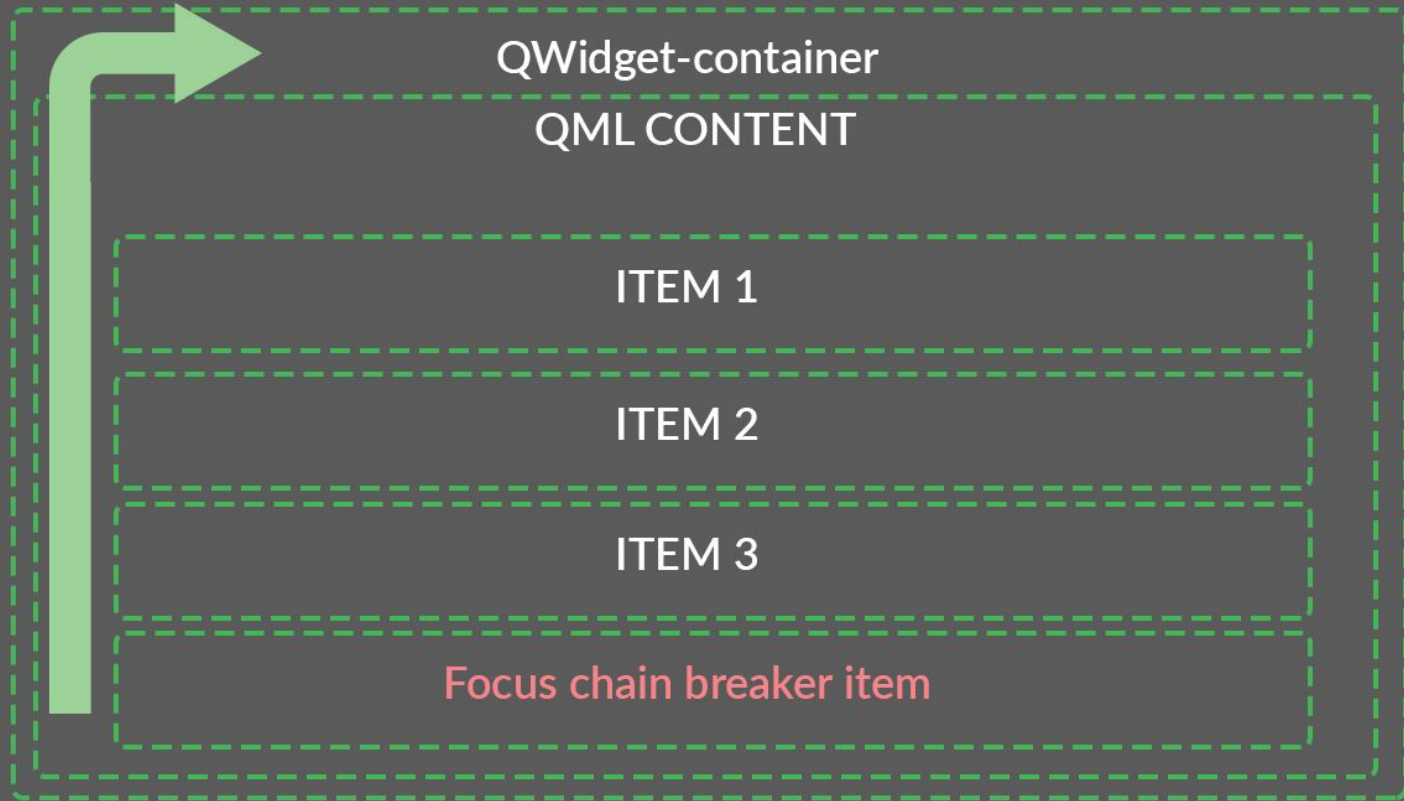 QWidget-container
QML CONTENT
ITEM 1
ITEM 2
ITEM 3
Focus chain breaker item